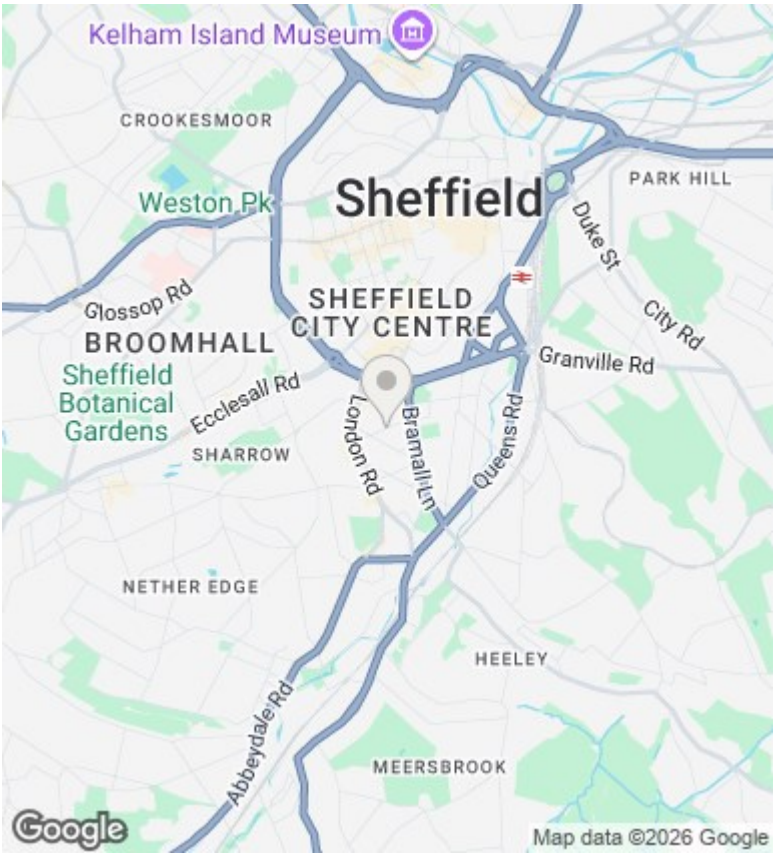 Kelham Island Museum
CROOKESMOOR
Weston Pk
Sheffield
PARK HILL
Duke St
Glossop Rd
SHEFFIELD
CITY CENTRE
City Rd
BROOMHALL
Granville Rd
Sheffield
Botanical
Gardens
Ecclesall Rd
London Rd
Bramall Ln
Queens Rd
SHARROW
NETHER EDGE
HEELEY
Abbeydale Rd
MEERSBROOK
Google
Map data ©2026 Google